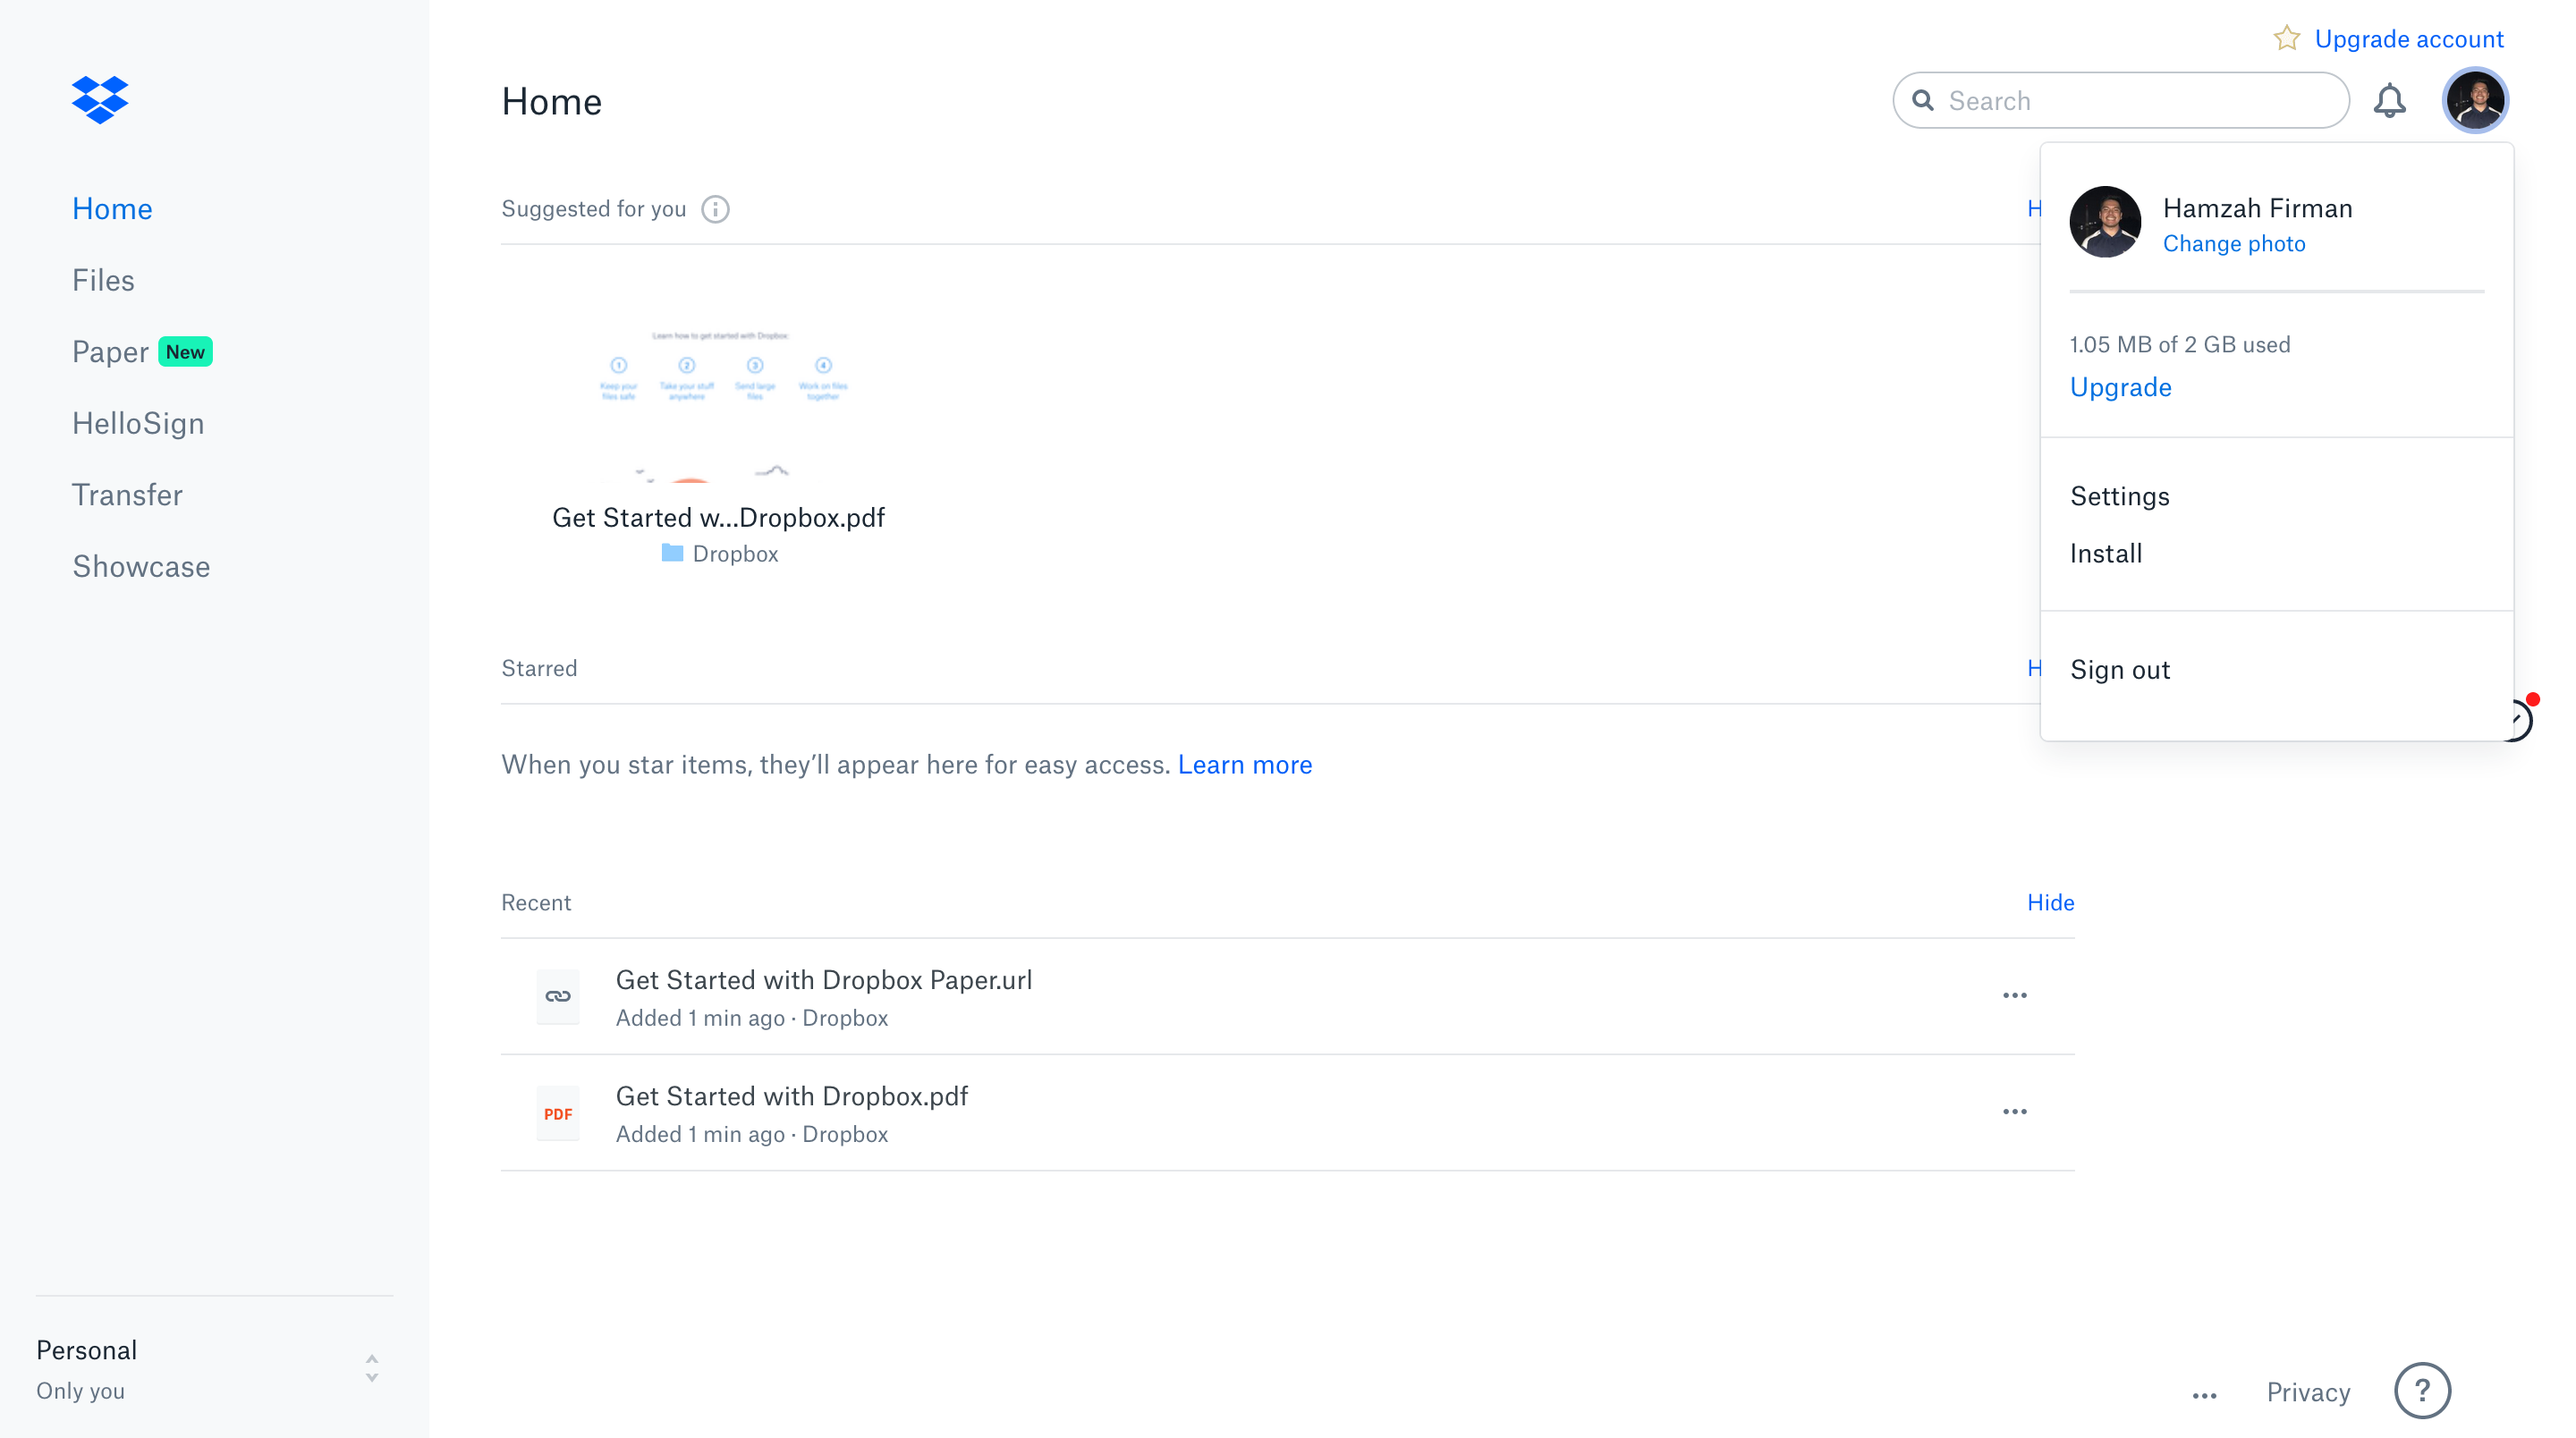 Upgrade account
Home
Search
Home
Files
Paper New
HelloSign
Transfer
Showcase
Suggested for you
H
Learn how to get started with Dropbox:
1 2 3 4
Keep your files safe
Take your stuff anywhere
Send large files
Work on files together
Get Started w...Dropbox.pdf
Dropbox
Hamzah Firman
Change photo
1.05 MB of 2 GB used
Upgrade
Settings
Install
Sign out
Starred
H
When you star items, they’ll appear here for easy access. Learn more
Recent
Hide
Get Started with Dropbox Paper.url
Added 1 min ago · Dropbox
PDF
Get Started with Dropbox.pdf
Added 1 min ago · Dropbox
Personal
Only you
Privacy
?